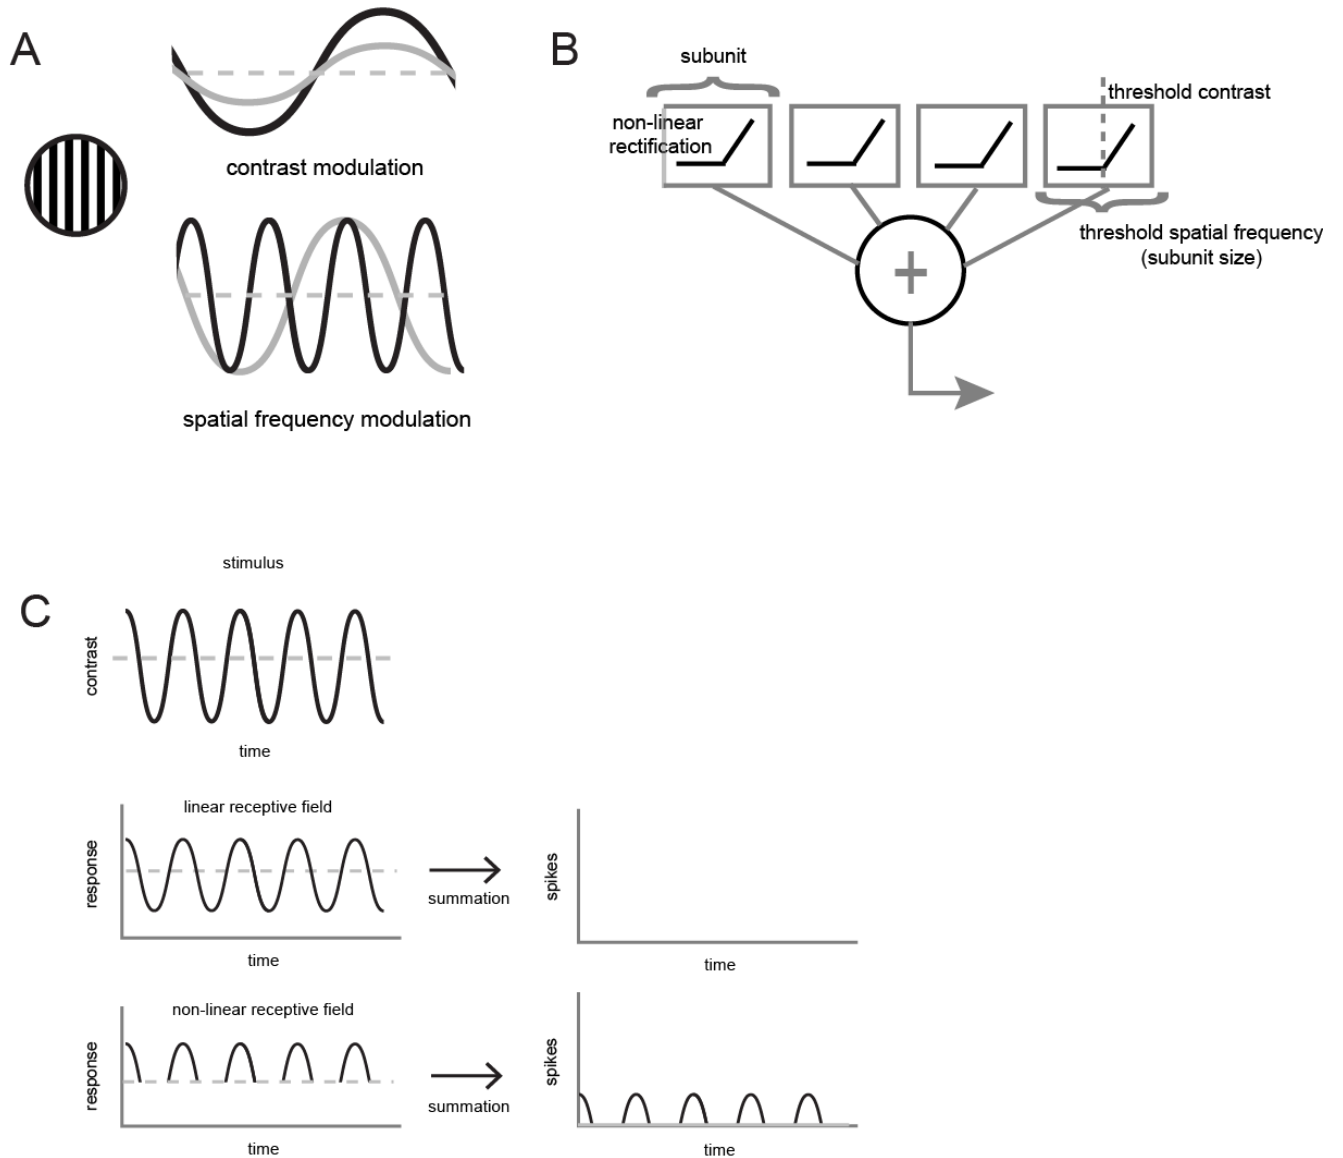 A
contrast modulation
spatial frequency modulation
B
subunit
threshold contrast
non-linear
rectification
+
threshold spatial frequency
(subunit size)
C
stimulus
contrast
time
linear receptive field
response
time
summation
spikes
time
non-linear receptive field
response
time
summation
spikes
time